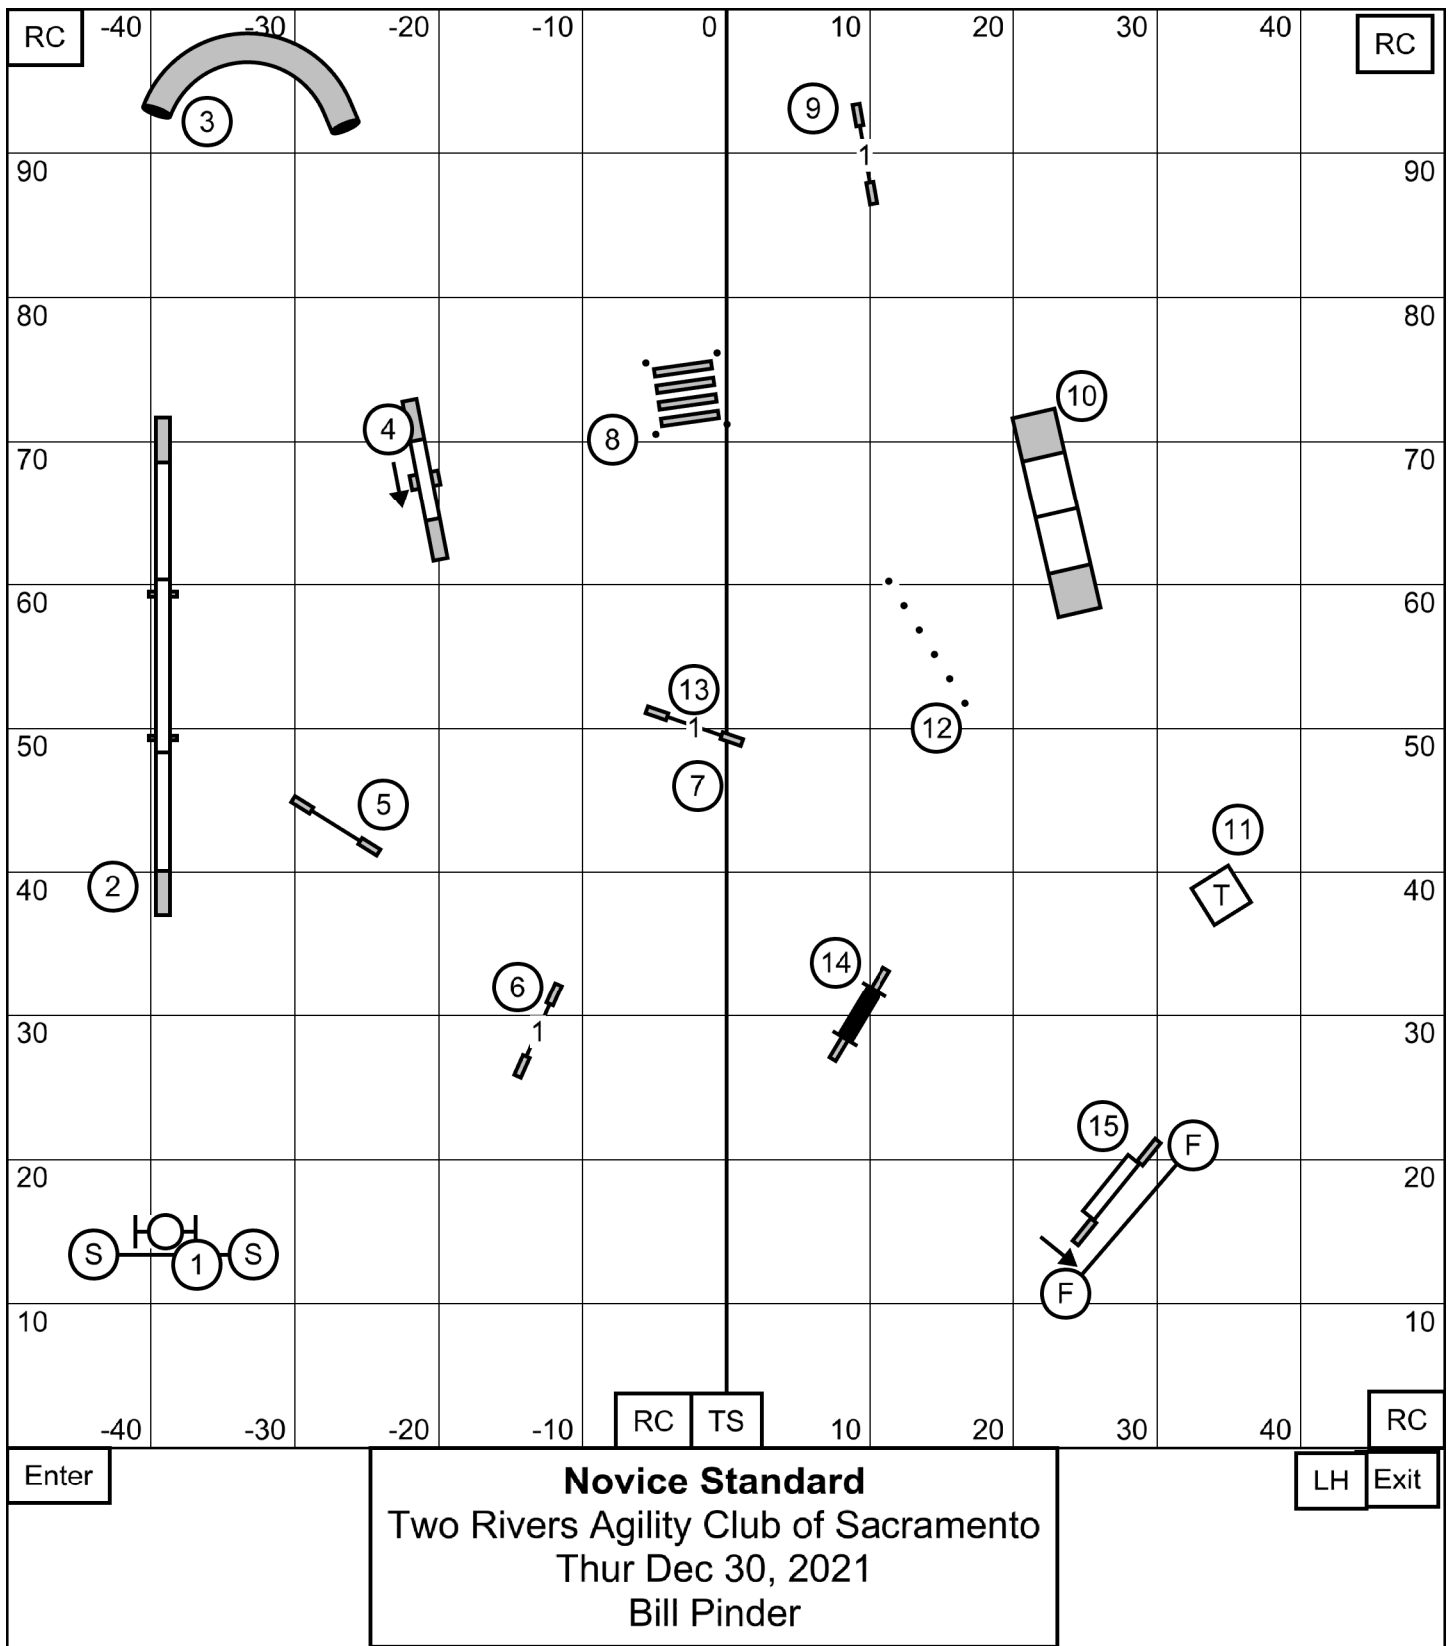 RC -40 -30 -20 -10 0 10 20 30 40 RC
3
9
1
90 90
80 80
10
4
8
70 70
60 60
13
1
12
50 50
7
5
11
2
40 T 40
14
6
30 1 30
15
F
20 20
S 1 S
F
10 10
-40 -30 -20 -10 RC TS 10 20 30 40 RC
Enter LH Exit
Novice Standard
Two Rivers Agility Club of Sacramento
Thur Dec 30, 2021
Bill Pinder